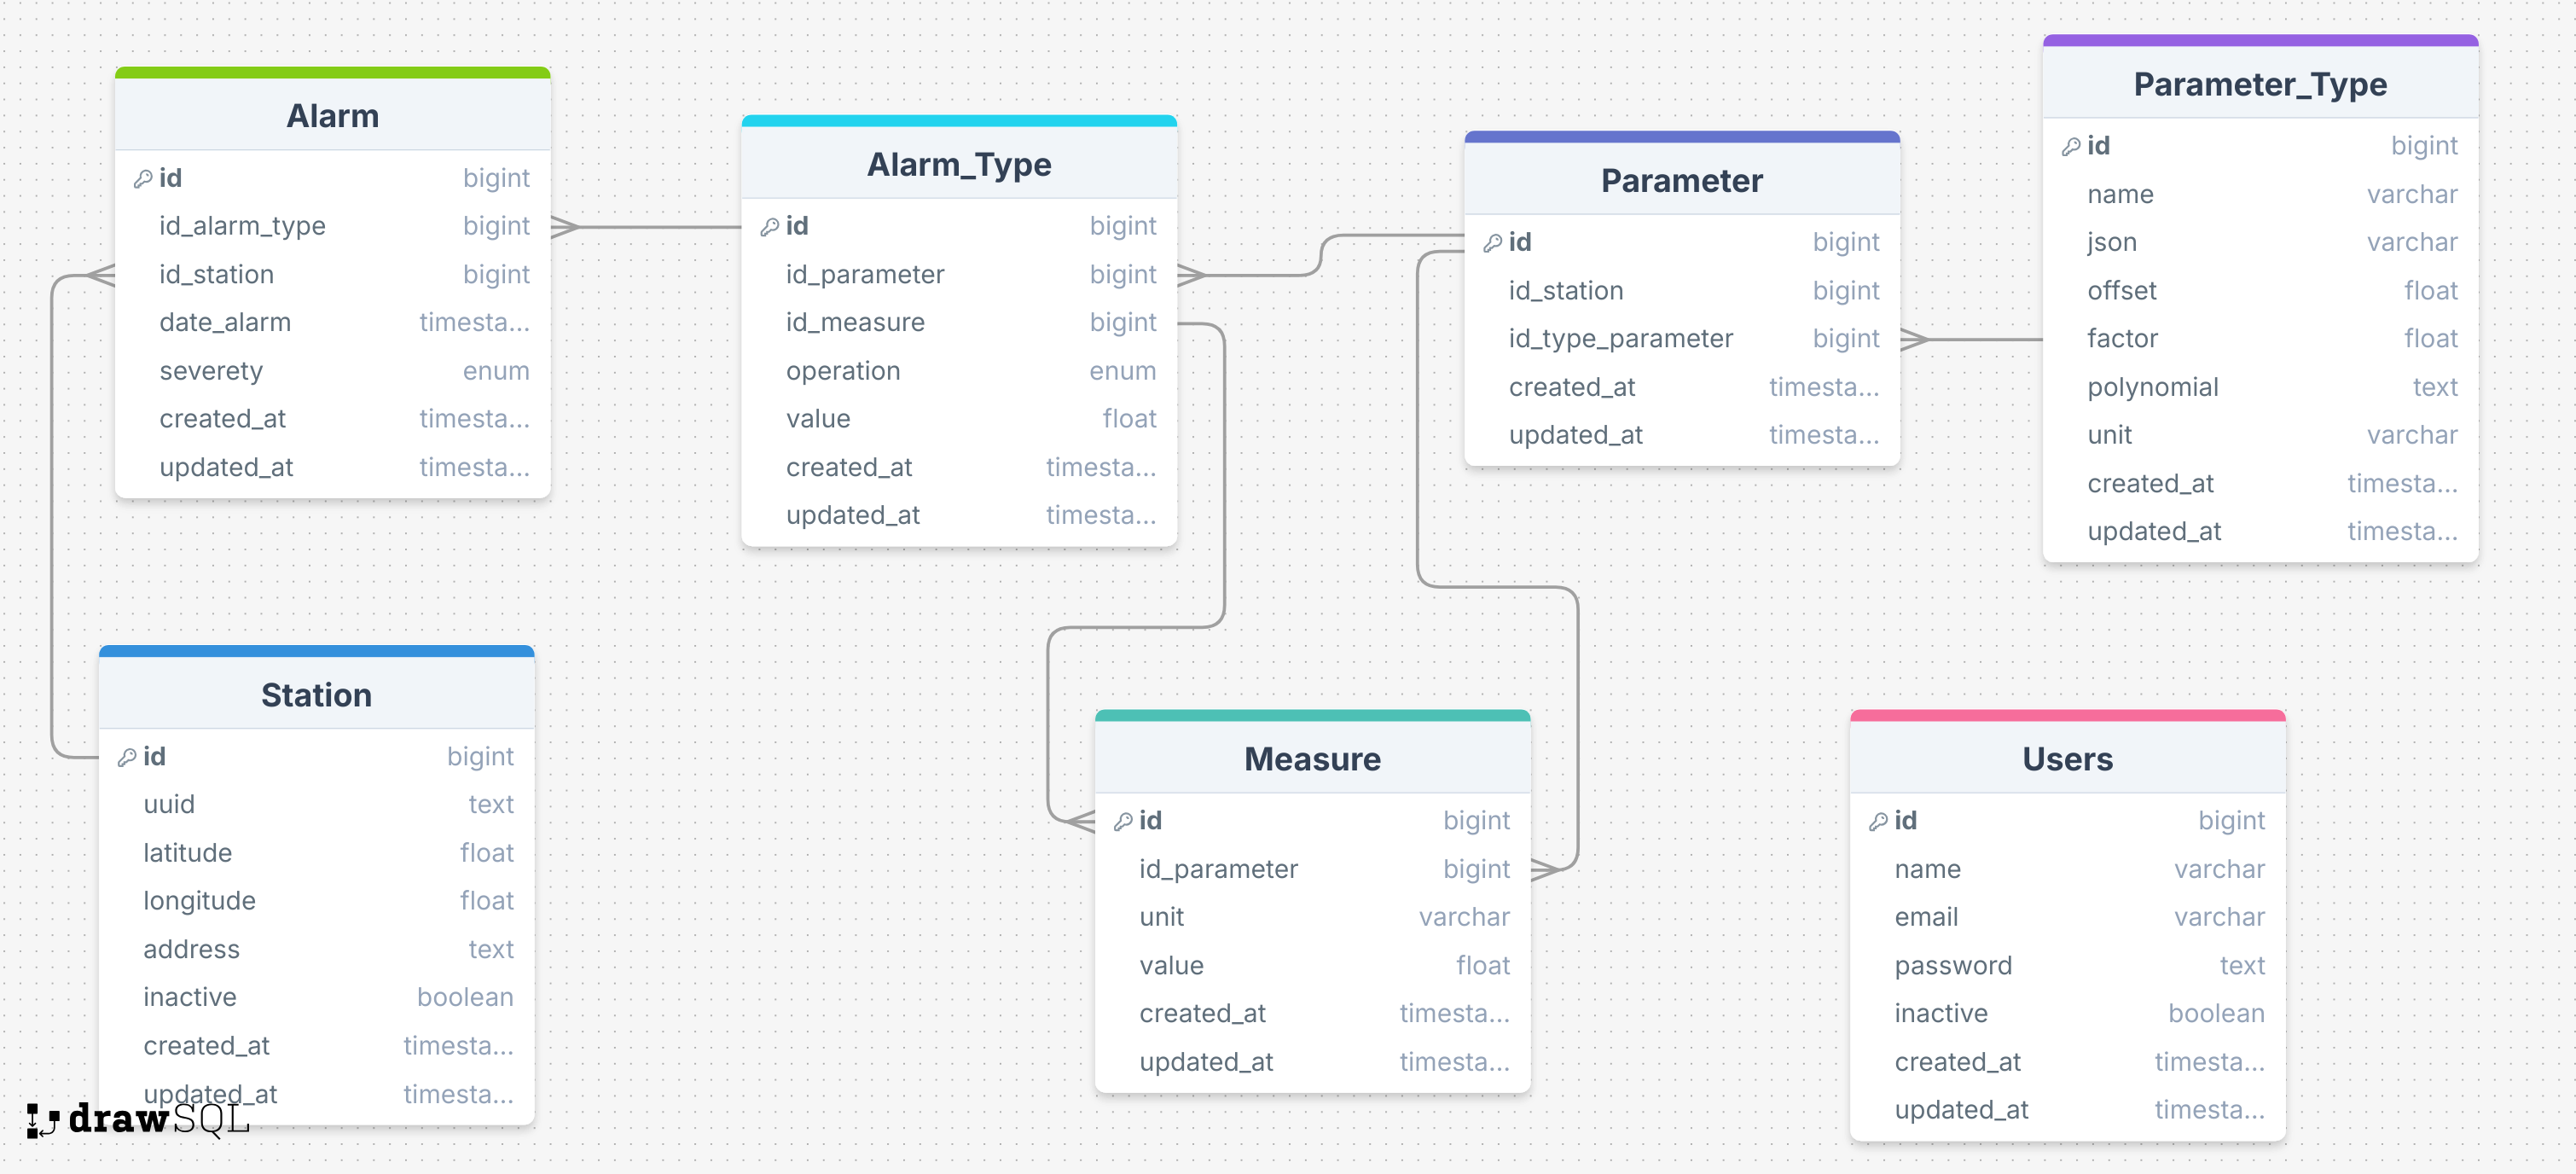 Alarm
id bigint
id_alarm_type bigint
id_station bigint
date_alarm timesta...
severety enum
created_at timesta...
updated_at timesta...
Alarm_Type
id bigint
id_parameter bigint
id_measure bigint
operation enum
value float
created_at timesta...
updated_at timesta...
Parameter
id bigint
id_station bigint
id_type_parameter bigint
created_at timesta...
updated_at timesta...
Parameter_Type
id bigint
name varchar
json varchar
offset float
factor float
polynomial text
unit varchar
created_at timesta...
updated_at timesta...
Station
id bigint
uuid text
latitude float
longitude float
address text
inactive boolean
created_at timesta...
updated_at timesta...
Measure
id bigint
id_parameter bigint
unit varchar
value float
created_at timesta...
updated_at timesta...
Users
id bigint
name varchar
email varchar
password text
inactive boolean
created_at timesta...
updated_at timesta...
drawSQL